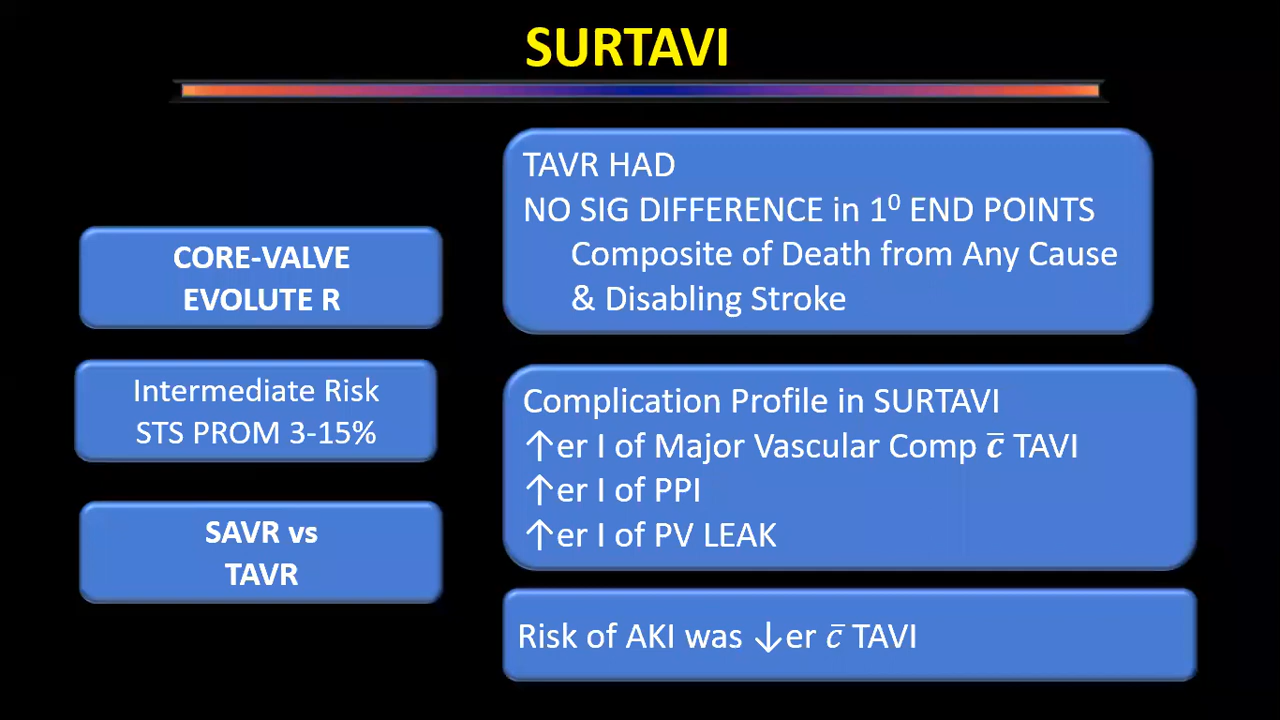 SURTAVI
CORE-VALVE
EVOLUTE R
Intermediate Risk
STS PROM 3-15%
SAVR vs
TAVR
TAVR HAD
NO SIG DIFFERENCE in 1⁰ END POINTS
Composite of Death from Any Cause
& Disabling Stroke
Complication Profile in SURTAVI
↑er I of Major Vascular Comp c̅ TAVI
↑er I of PPI
↑er I of PV LEAK
Risk of AKI was ↓er c̅ TAVI